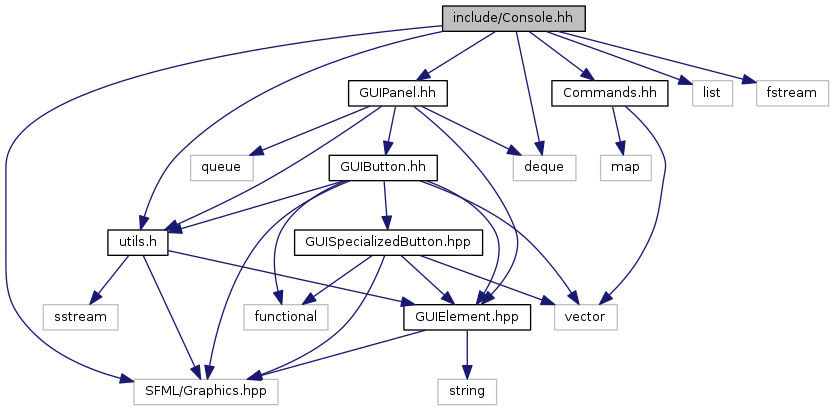 include/Console.hh
GUIPanel.hh
Commands.hh
list
fstream
queue
GUIButton.hh
deque
map
utils.h
GUISpecializedButton.hpp
sstream
functional
GUIElement.hpp
vector
SFML/Graphics.hpp
string